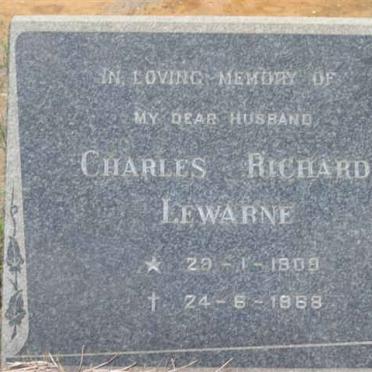 IN LOVING MEMORY OF
MY DEAR HUSBAND
CHARLES RICHARD
LEWARNE
★ 29-1-1909
† 24-6-1968